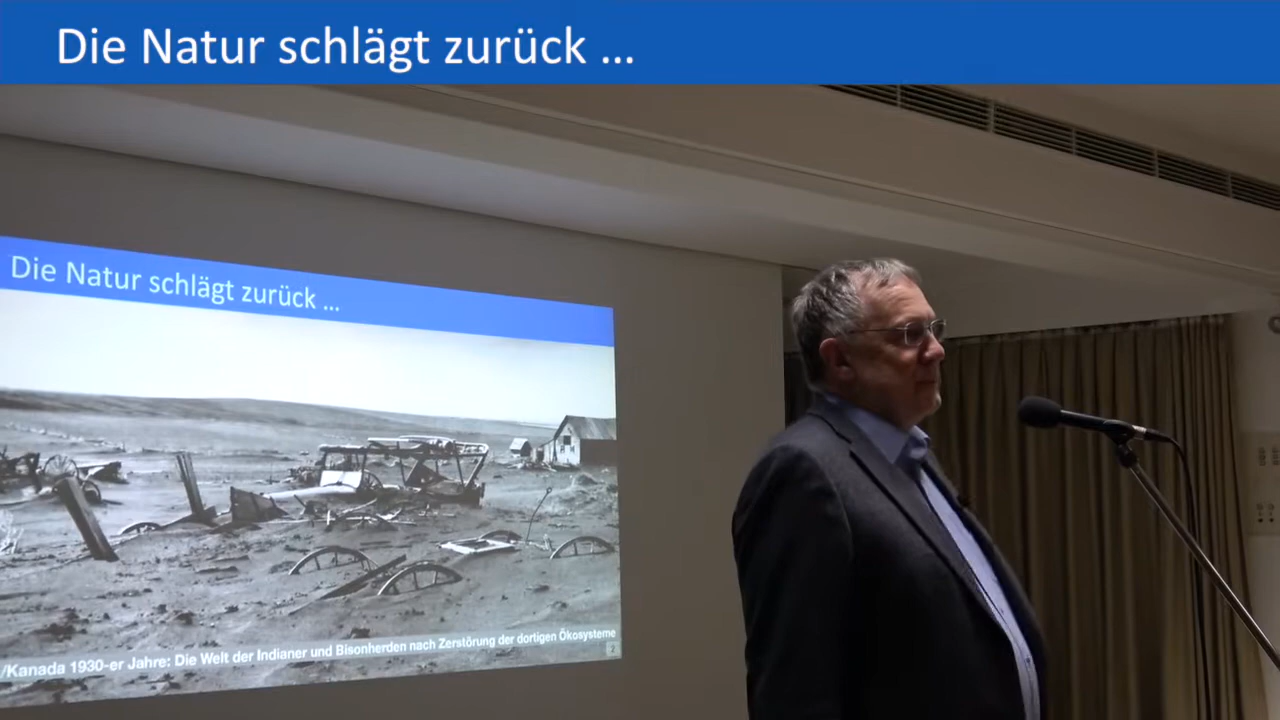 Die Natur schlägt zurück ...
Die Natur schlägt zurück ...
/Kanada 1930-er Jahre: Die Welt der Indianer und Bisonherden nach Zerstörung der dortigen Ökosysteme
2